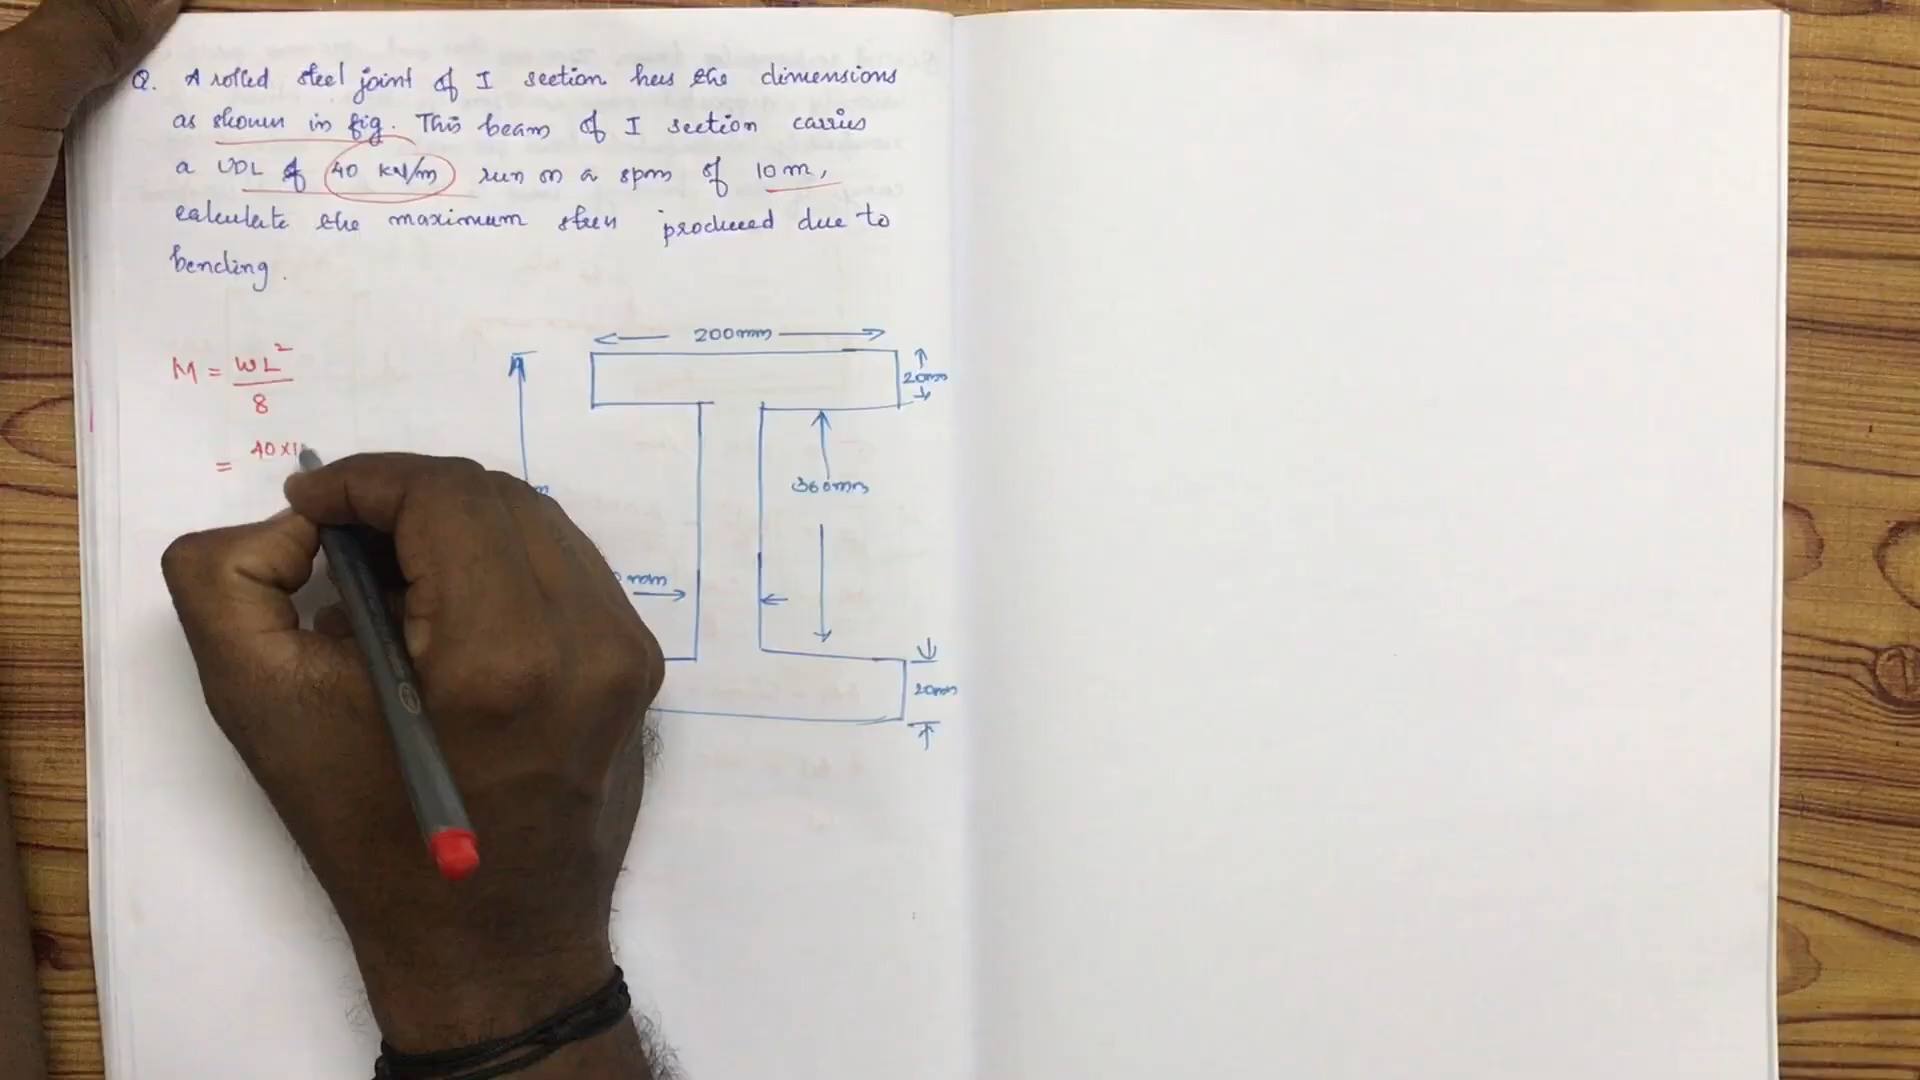 Q. A rolled steel joint of I section has the dimensions
as shown in fig. This beam of I section carries
a UDL of 40 kN/m run on a span of 10m,
calculate the maximum stress produced due to
bending.
200mm
M = WL²
8
20mm
= 40 x 1
360mm
mm
20mm